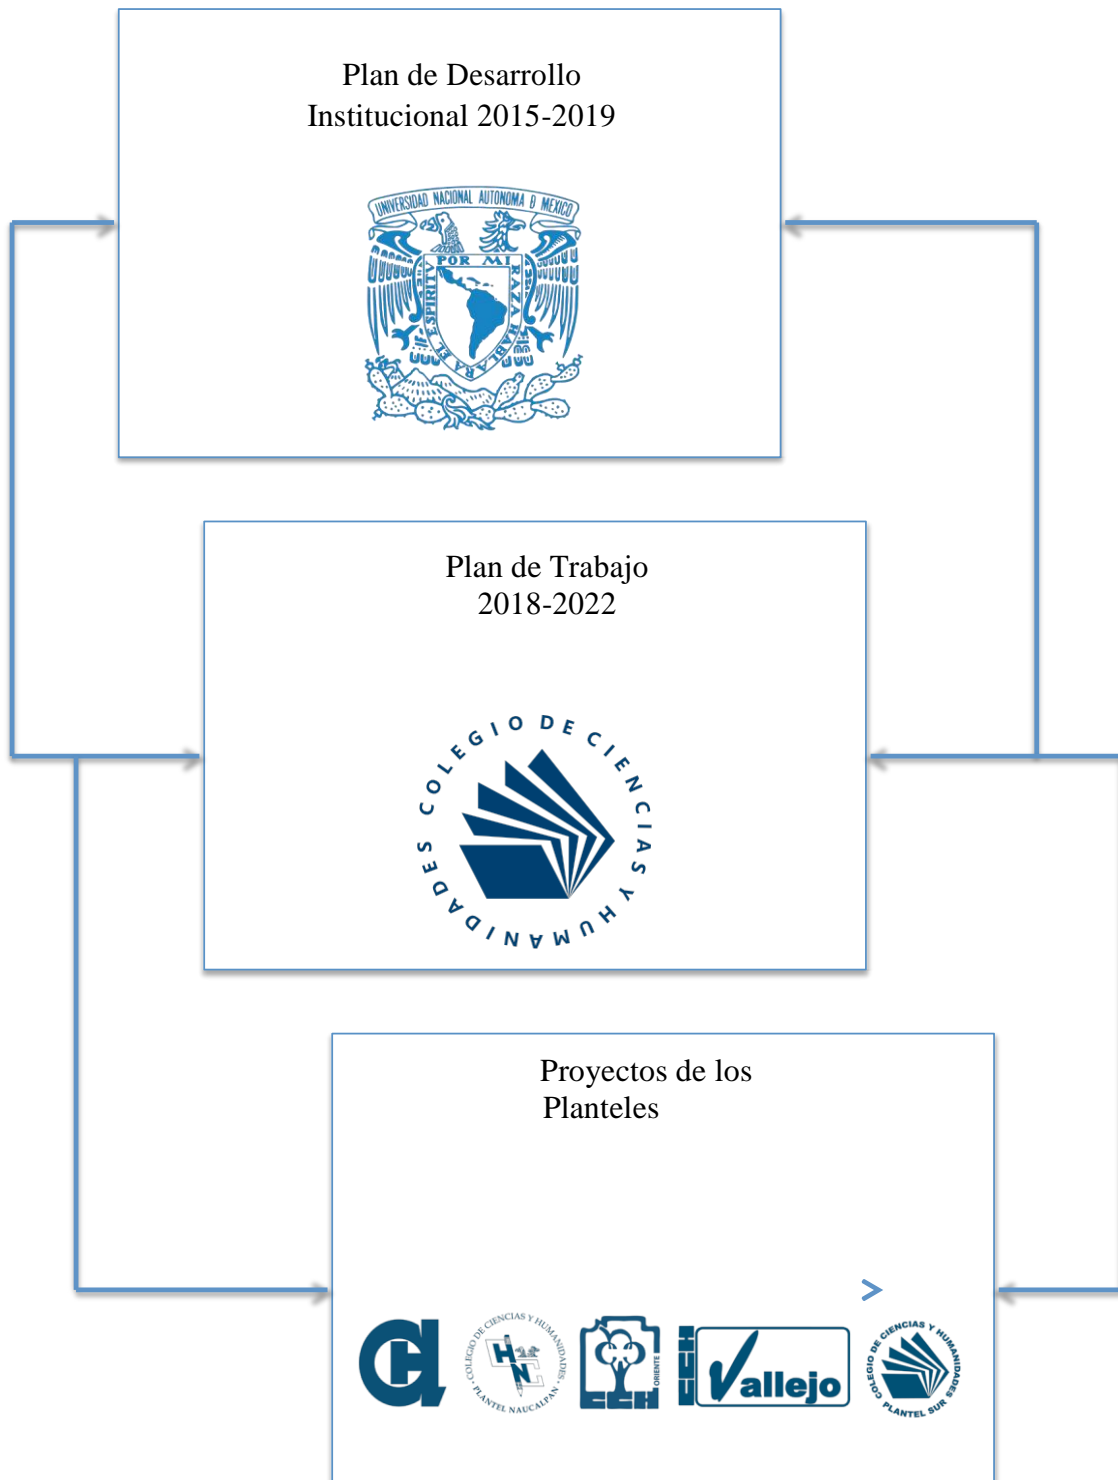 Plan de Desarrollo
Institucional 2015-2019
UNIVERSIDAD NACIONAL AUTONOMA D MEXICO
POR MI RAZA HABLARA EL ESPIRITV
Plan de Trabajo
2018-2022
COLEGIO DE CIENCIAS Y HUMANIDADES
Proyectos de los
Planteles
>
COLEGIO DE CIENCIAS Y HUMANIDADES
HNC
PLANTEL NAUCALPAN
CCH
ORIENTE
CCH
Vallejo
COLEGIO DE CIENCIAS Y HUMANIDADES
PLANTEL SUR